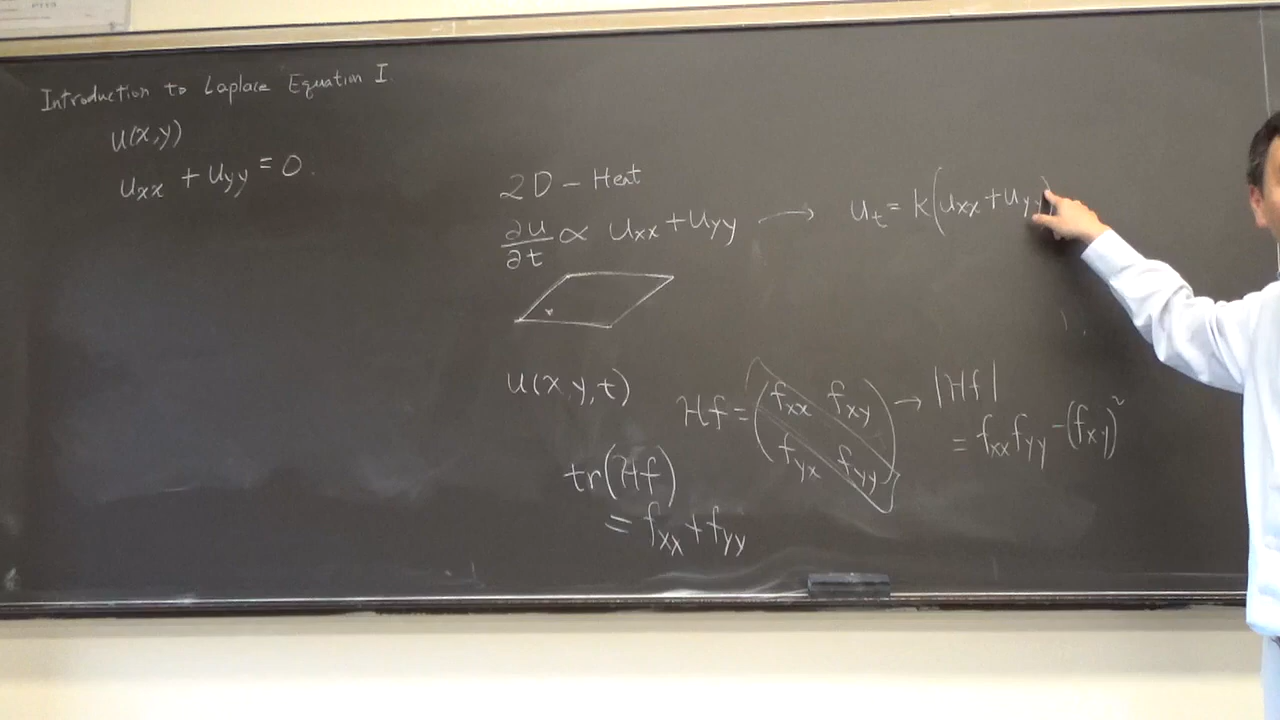 Introduction to Laplace Equation I.
u(x,y)
uxx + uyy = 0.
2D - Heat
∂u/∂t ∝ uxx + uyy → ut = k(uxx + uyy)
u(x,y,t)
Hf = (fxx fxy
fyx fyy) → |Hf|
= fxx fyy - (fxy)²
tr(Hf)
= fxx + fyy